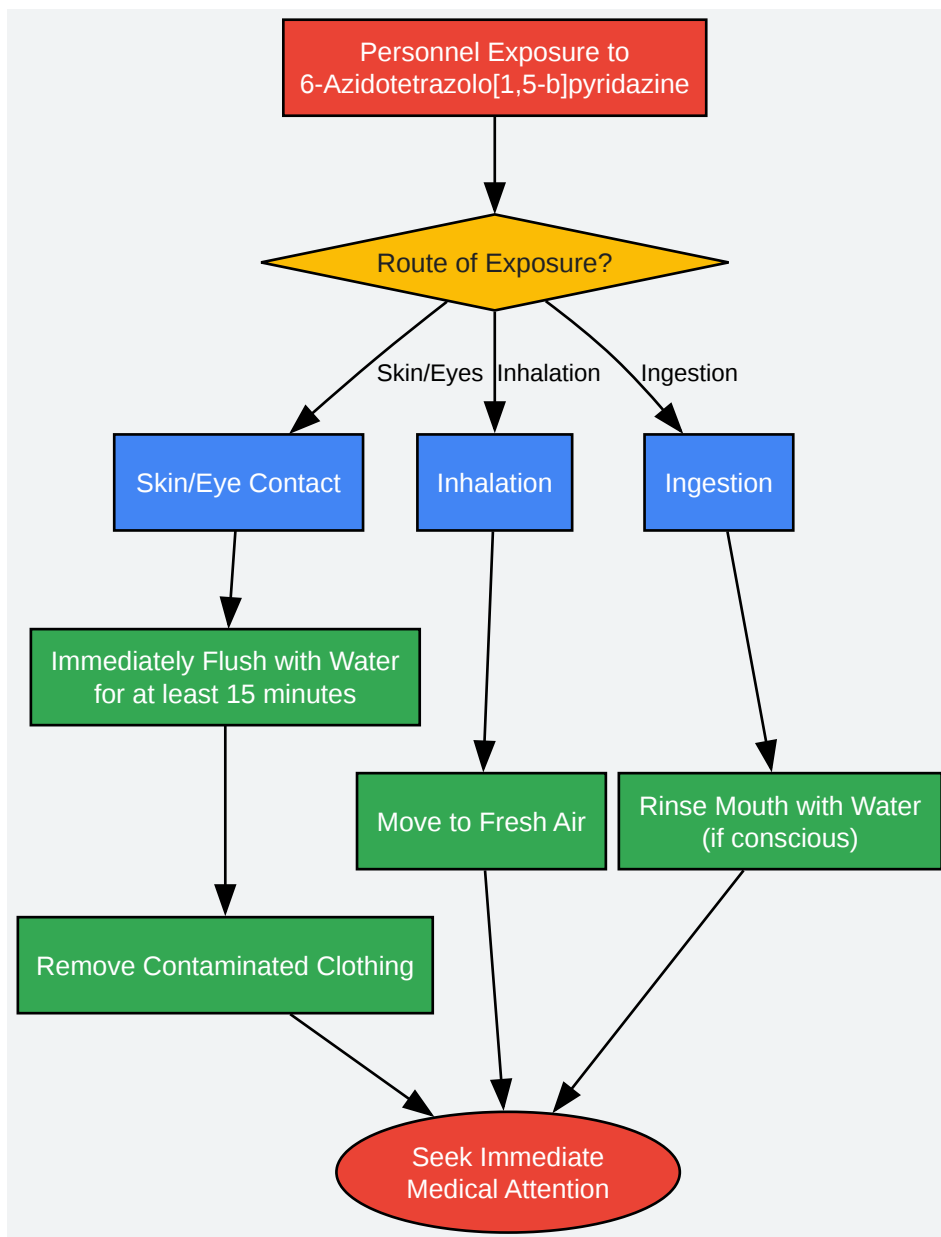 Personnel Exposure to
6-Azidotetrazolo[1,5-b]pyridazine
Route of Exposure?
Skin/Eyes
Inhalation
Ingestion
Skin/Eye Contact
Inhalation
Ingestion
Immediately Flush with Water
for at least 15 minutes
Move to Fresh Air
Rinse Mouth with Water
(if conscious)
Remove Contaminated Clothing
Seek Immediate
Medical Attention